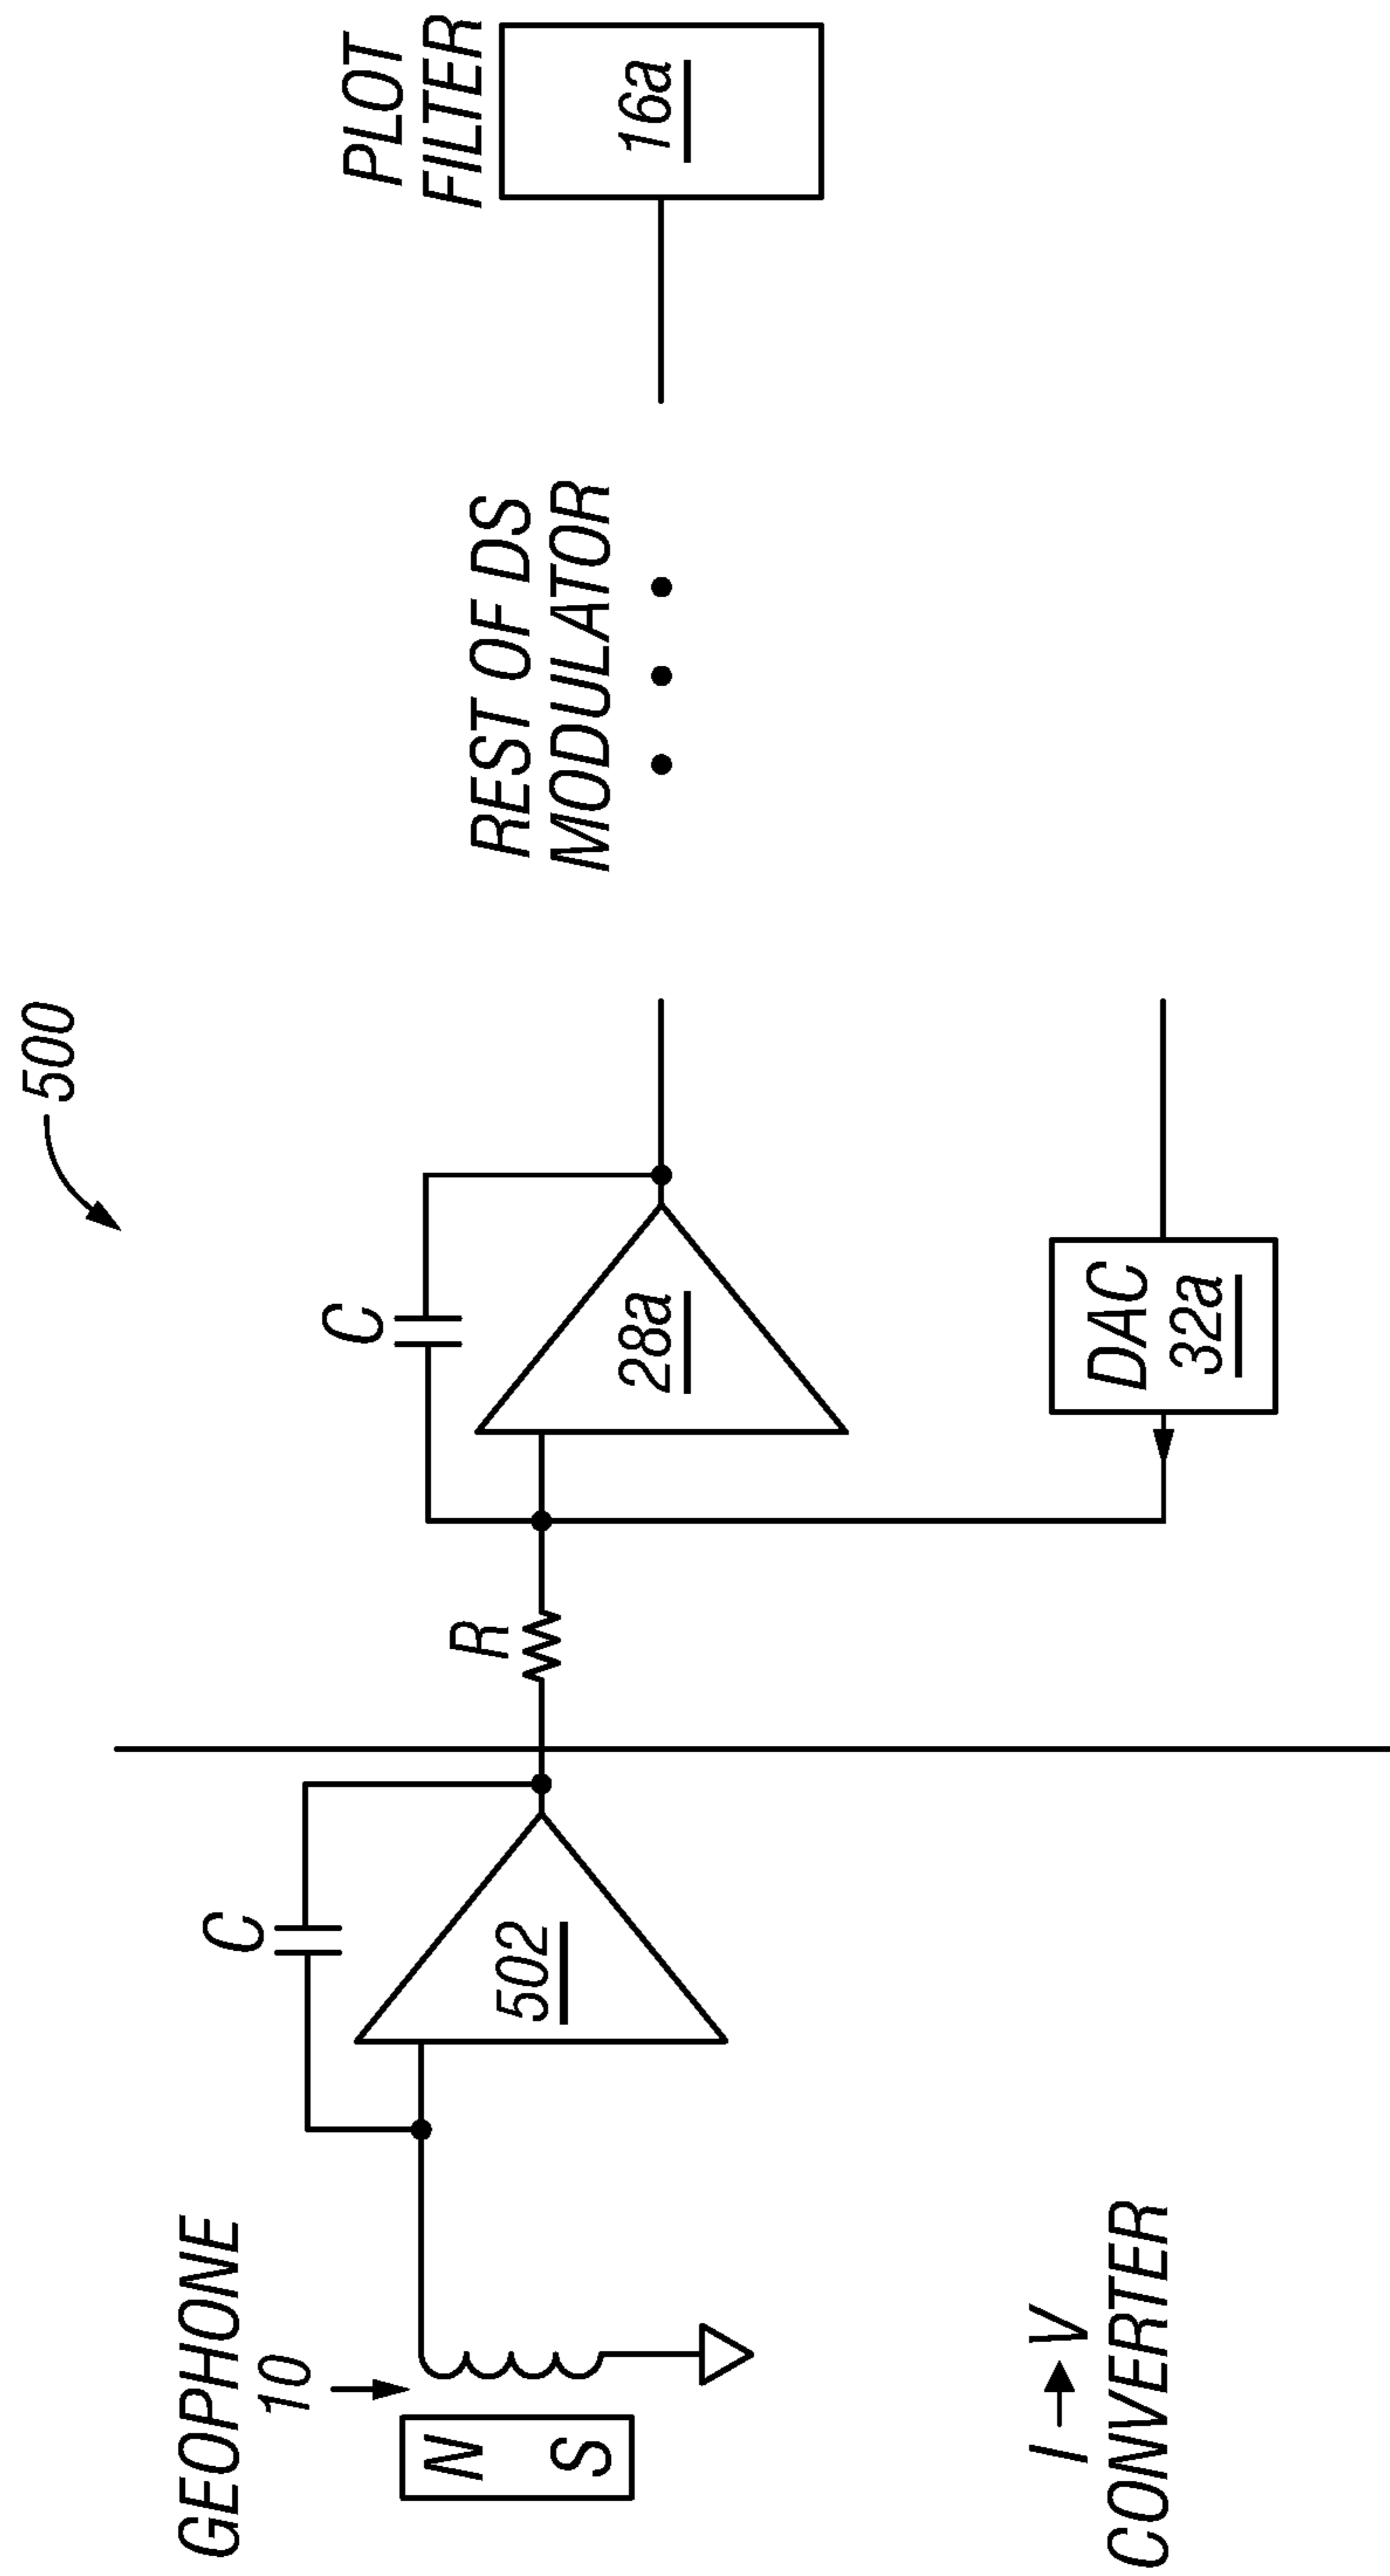 500
GEOPHONE
10
N
S
C
502
I→V
CONVERTER
R
C
28a
DAC
32a
REST OF DS
MODULATOR
PLOT
FILTER
16a